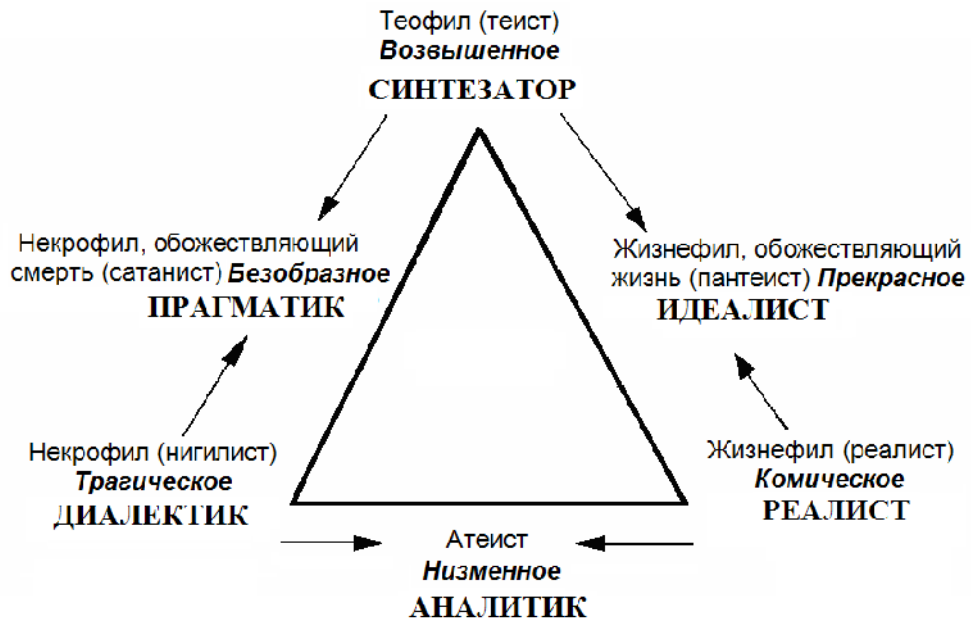 Теофил (теист)
Возвышенное
СИНТЕЗАТОР
Некрофил, обожествляющий
смерть (сатанист) Безобразное
ПРАГМАТИК
Жизнефил, обожествляющий
жизнь (пантеист) Прекрасное
ИДЕАЛИСТ
Некрофил (нигилист)
Трагическое
ДИАЛЕКТИК
Жизнефил (реалист)
Комическое
РЕАЛИСТ
Атеист
Низменное
АНАЛИТИК